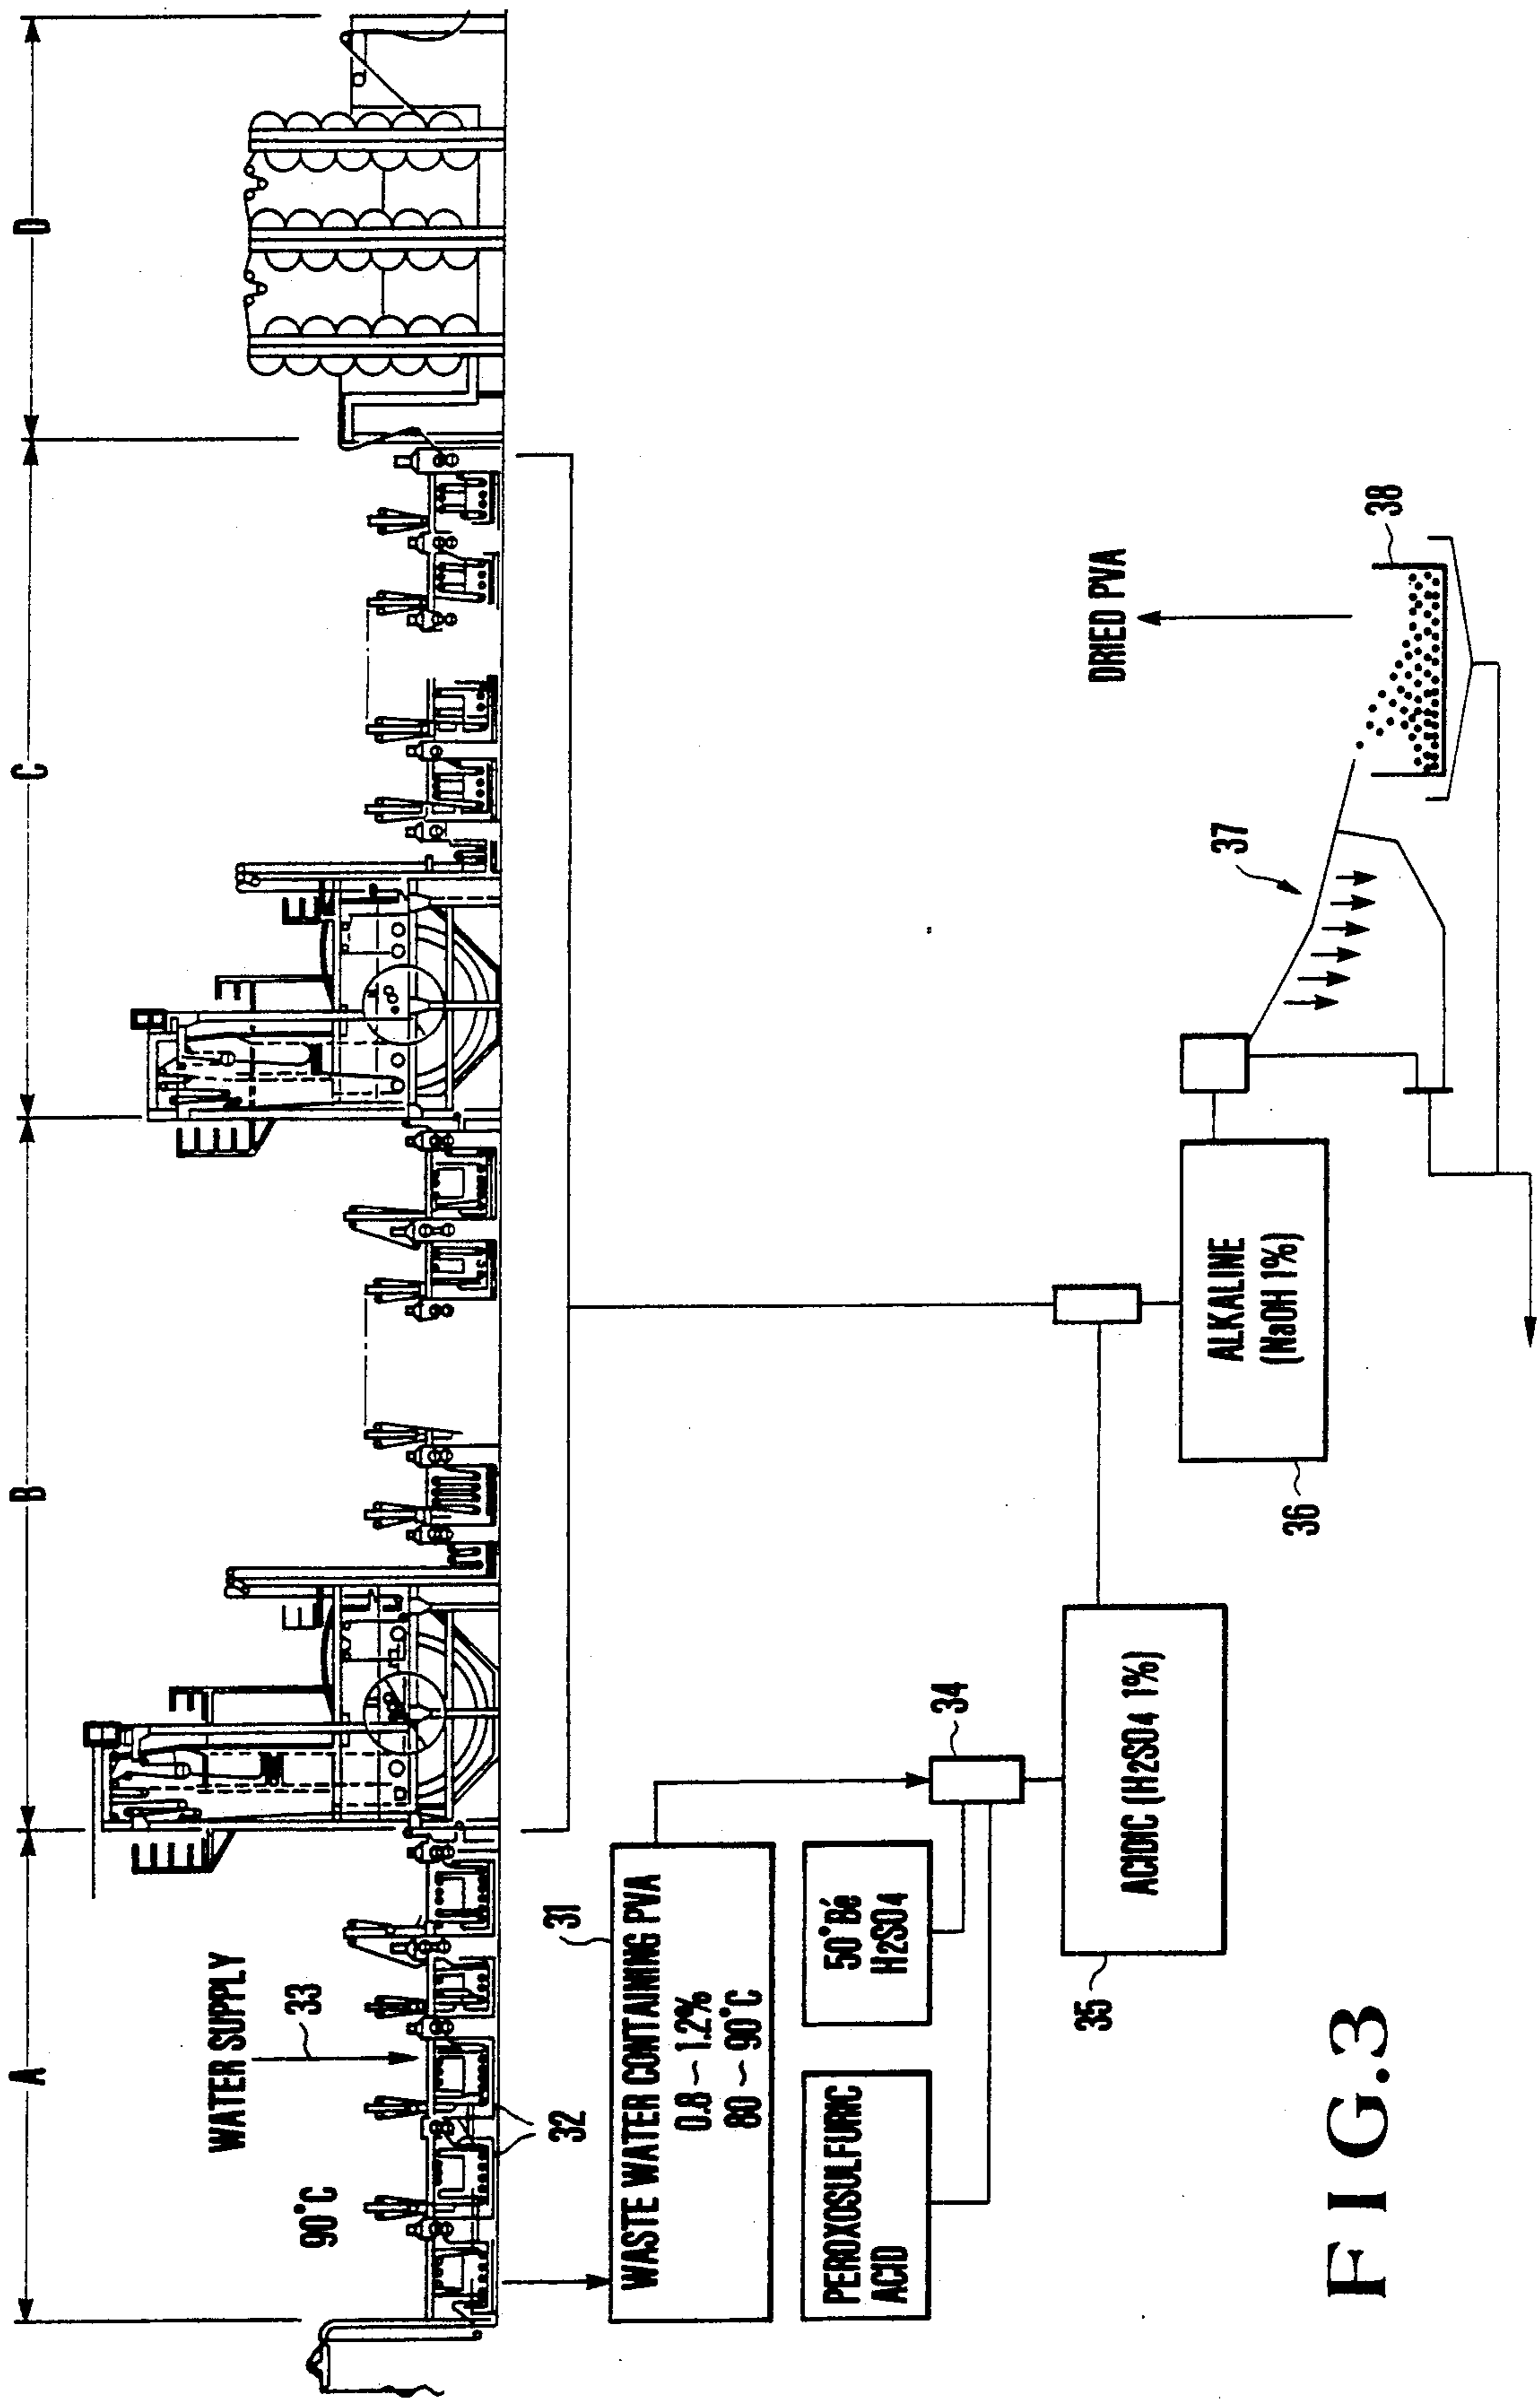 A
B
C
D
WATER SUPPLY
33
90°C
32
31
WASTE WATER CONTAINING PVA
0.8 ~ 1.2%
80 ~ 90°C
PEROXOSULFURIC
ACID
50°Bé
H2SO4
34
35
ACIDIC (H2SO4 1%)
36
ALKALINE
(NaOH 1%)
37
38
DRIED PVA
FIG.3